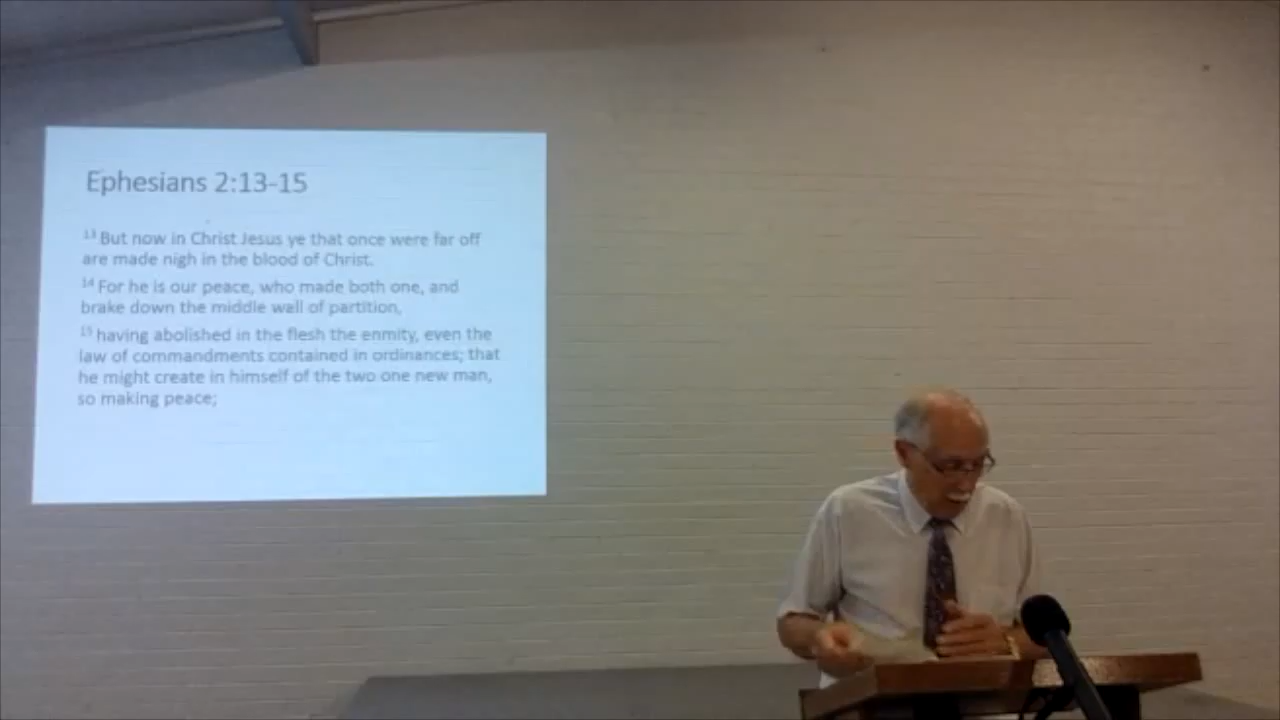 Ephesians 2:13-15
13 But now in Christ Jesus ye that once were far off
are made nigh in the blood of Christ.
14 For he is our peace, who made both one, and
brake down the middle wall of partition,
15 having abolished in the flesh the enmity, even the
law of commandments contained in ordinances; that
he might create in himself of the two one new man,
so making peace;